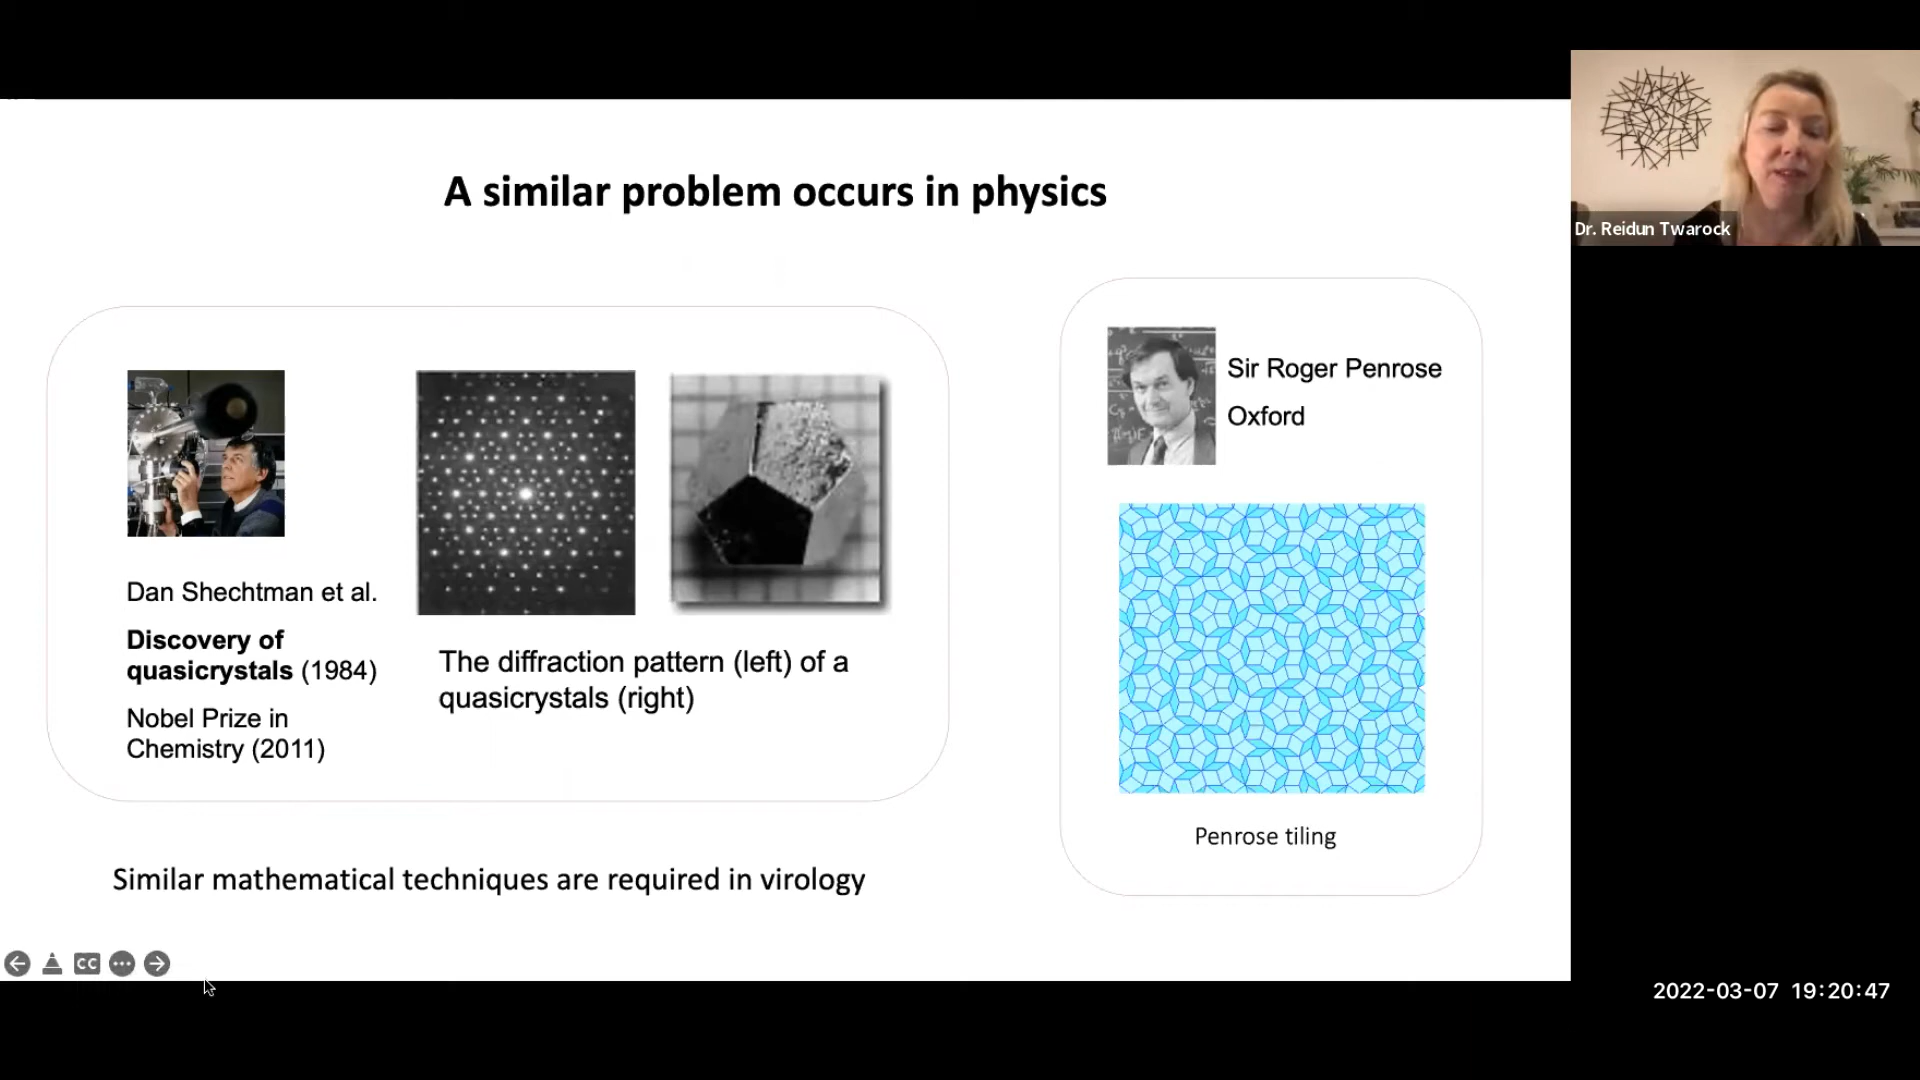 A similar problem occurs in physics
Dan Shechtman et al.
Discovery of
quasicrystals (1984)
Nobel Prize in
Chemistry (2011)
The diffraction pattern (left) of a
quasicrystals (right)
Sir Roger Penrose
Oxford
Penrose tiling
Similar mathematical techniques are required in virology
CC
Dr. Reidun Twarock
2022-03-07 19:20:47